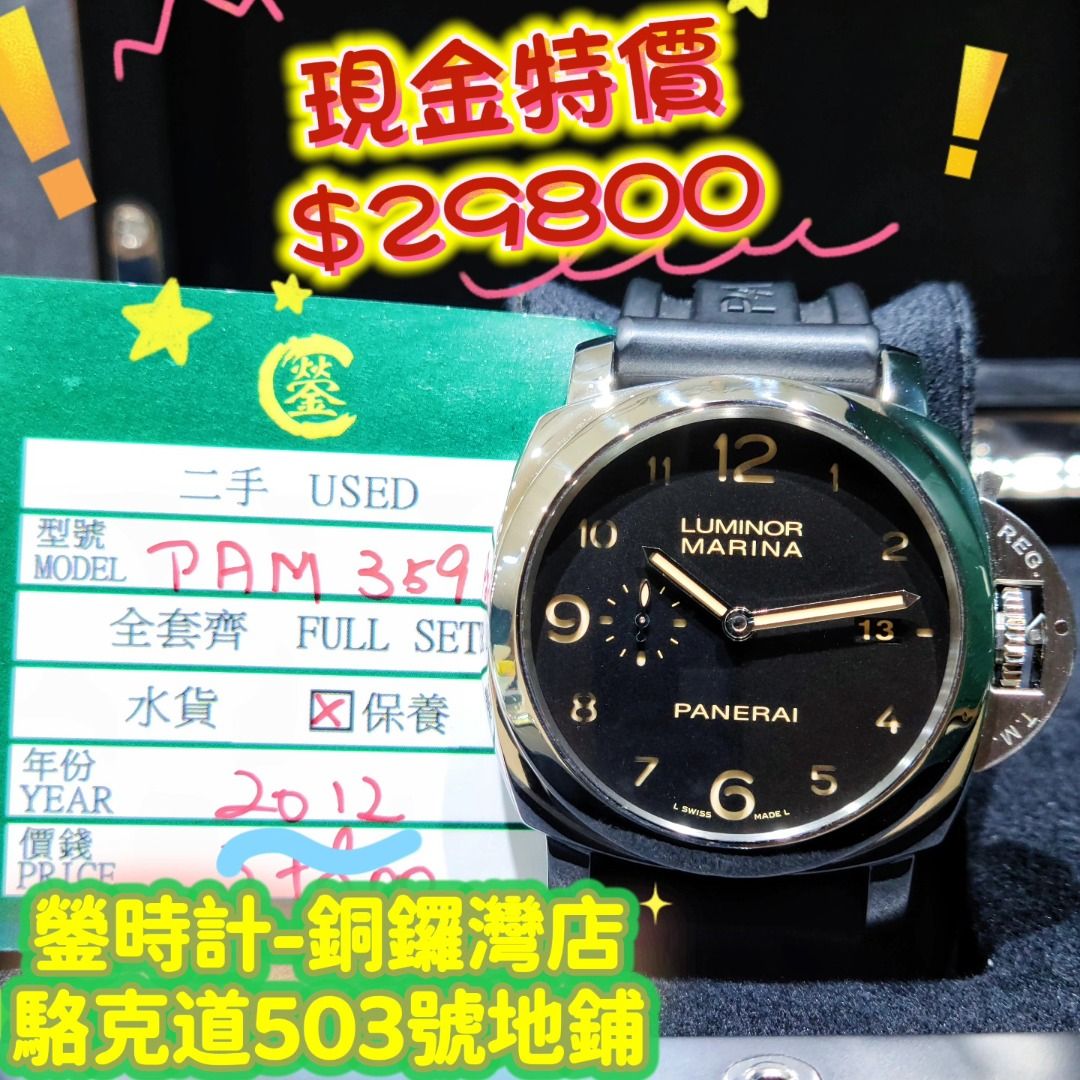 現金特價
$29800
鎣
二手 USED
型號
MODEL PAM 359
全套齊 FULL SET
水貨 ☒保養
年份
YEAR 2012
價錢
PRICE
PA
11 12
10 LUMINOR 2
MARINA
9 13
8 PANERAI 4
7 6 5
L SWISS MADE L
REG.
T.M.
鎣時計-銅鑼灣店
駱克道503號地鋪